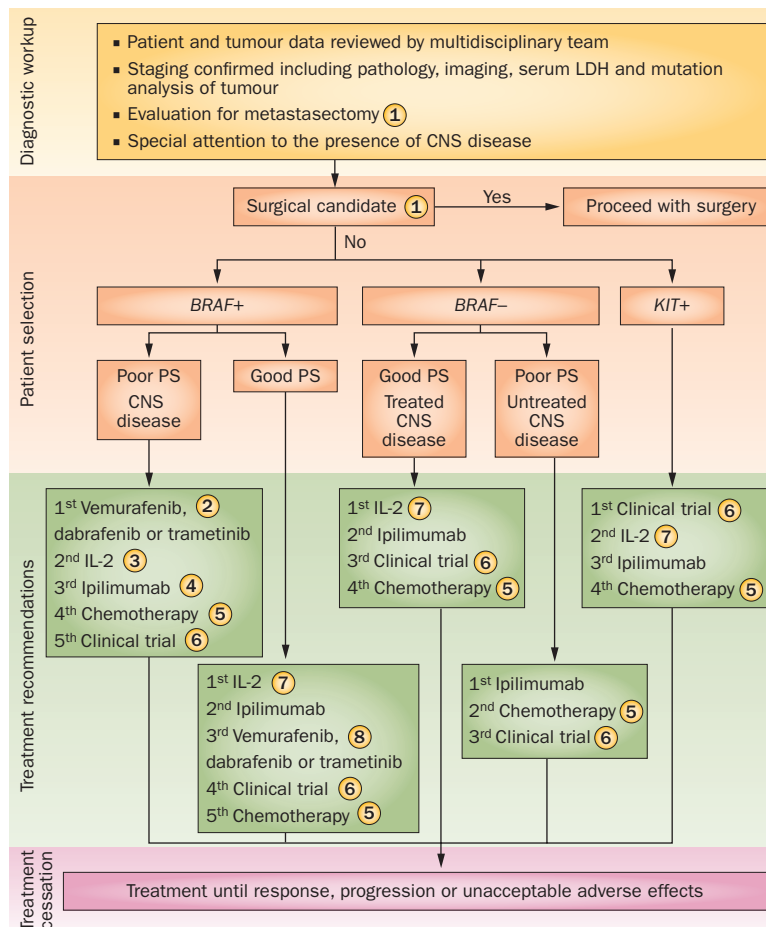 Diagnostic workup
▪ Patient and tumour data reviewed by multidisciplinary team
▪ Staging confirmed including pathology, imaging, serum LDH and mutation
analysis of tumour
▪ Evaluation for metastasectomy 1
▪ Special attention to the presence of CNS disease
Patient selection
Surgical candidate 1
Yes
Proceed with surgery
No
BRAF+
BRAF–
KIT+
Poor PS
CNS
disease
Good PS
Good PS
Treated
CNS
disease
Poor PS
Untreated
CNS
disease
Treatment recommendations
1st Vemurafenib, 2
dabrafenib or trametinib
2nd IL-2 3
3rd Ipilimumab 4
4th Chemotherapy 5
5th Clinical trial 6
1st IL-2 7
2nd Ipilimumab
3rd Vemurafenib, 8
dabrafenib or trametinib
4th Clinical trial 6
5th Chemotherapy 5
1st IL-2 7
2nd Ipilimumab
3rd Clinical trial 6
4th Chemotherapy 5
1st Ipilimumab
2nd Chemotherapy 5
3rd Clinical trial 6
1st Clinical trial 6
2nd IL-2 7
3rd Ipilimumab
4th Chemotherapy 5
Treatment
cessation
Treatment until response, progression or unacceptable adverse effects